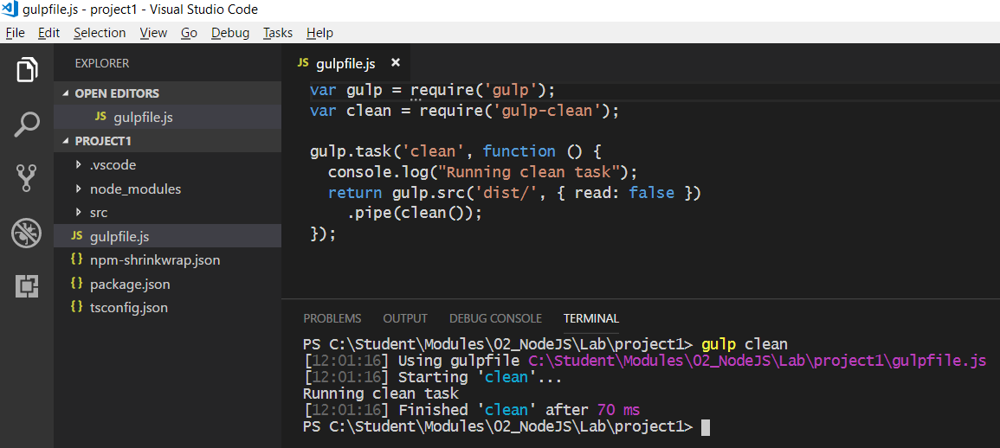 gulpfile.js - project1 - Visual Studio Code
File Edit Selection View Go Debug Tasks Help
EXPLORER
OPEN EDITORS
JS gulpfile.js
PROJECT1
.vscode
node_modules
src
JS gulpfile.js
{} npm-shrinkwrap.json
{} package.json
{} tsconfig.json
JS gulpfile.js ×
var gulp = require('gulp');
var clean = require('gulp-clean');
gulp.task('clean', function () {
  console.log("Running clean task");
  return gulp.src('dist/', { read: false })
    .pipe(clean());
});
PROBLEMS OUTPUT DEBUG CONSOLE TERMINAL
PS C:\Student\Modules\02_NodeJS\Lab\project1> gulp clean
[12:01:16] Using gulpfile C:\Student\Modules\02_NodeJS\Lab\project1\gulpfile.js
[12:01:16] Starting 'clean'...
Running clean task
[12:01:16] Finished 'clean' after 70 ms
PS C:\Student\Modules\02_NodeJS\Lab\project1>